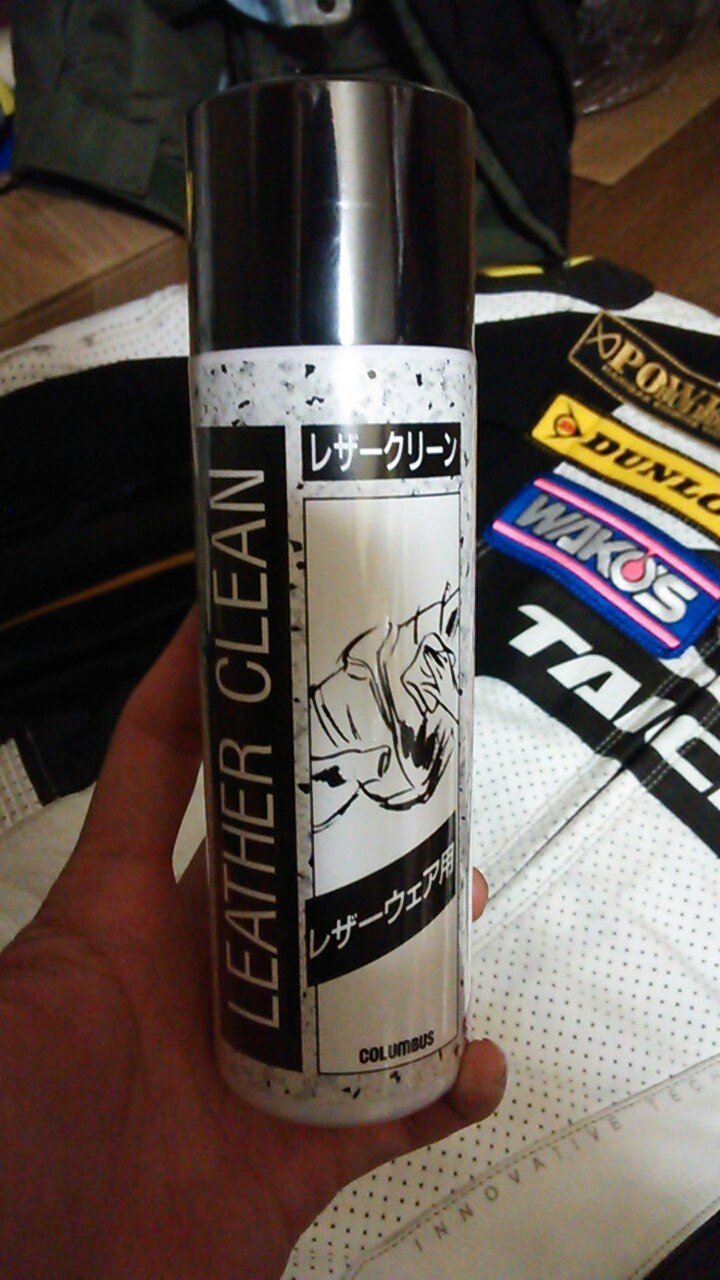 LEATHER CLEAN
レザークリーン
レザーウェア用
COLUMBUS
DUNLO
WAKO'S
INNOVATIVE